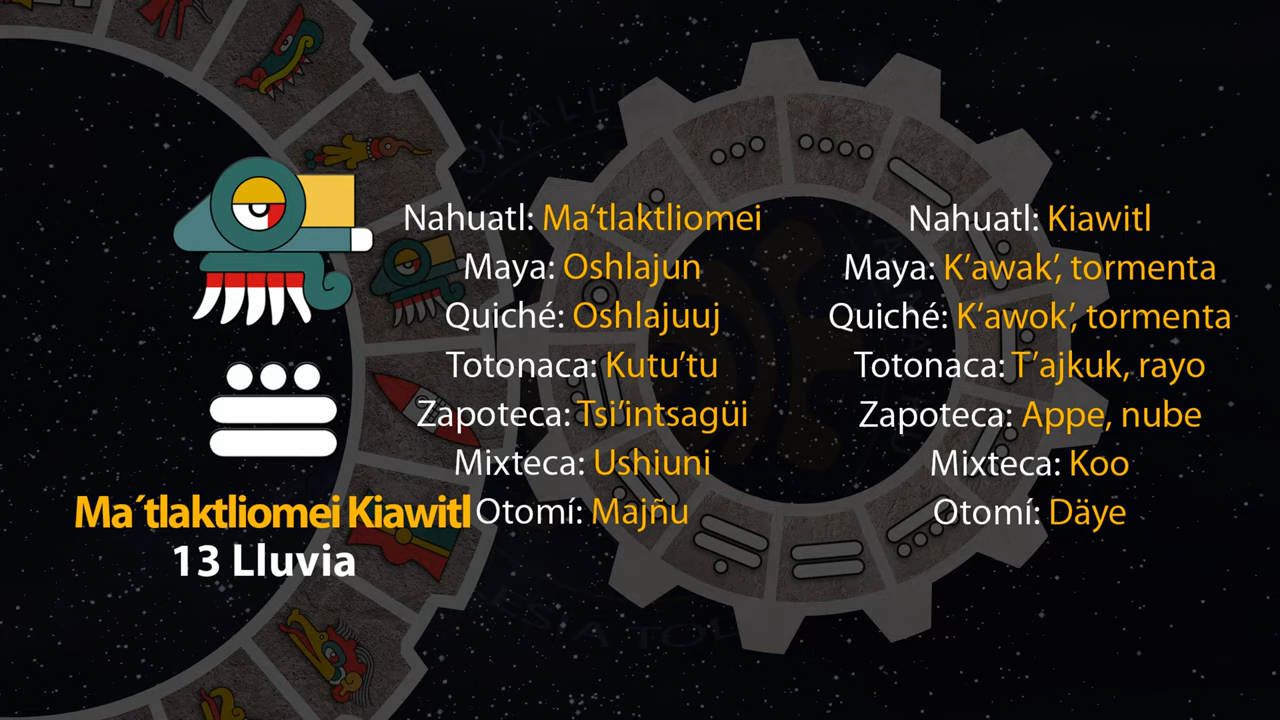 Nahuatl: Ma’tlaktliomei
Maya: Oshlajun
Quiché: Oshlajuuj
Totonaca: Kutu’tu
Zapoteca: Tsi’intsagüi
Mixteca: Ushiuni
Otomí: Majñu
Nahuatl: Kiawitl
Maya: K’awak’, tormenta
Quiché: K’awok’, tormenta
Totonaca: T’ajkuk, rayo
Zapoteca: Appe, nube
Mixteca: Koo
Otomí: Däye
Ma´tlaktliomei Kiawitl
13 Lluvia